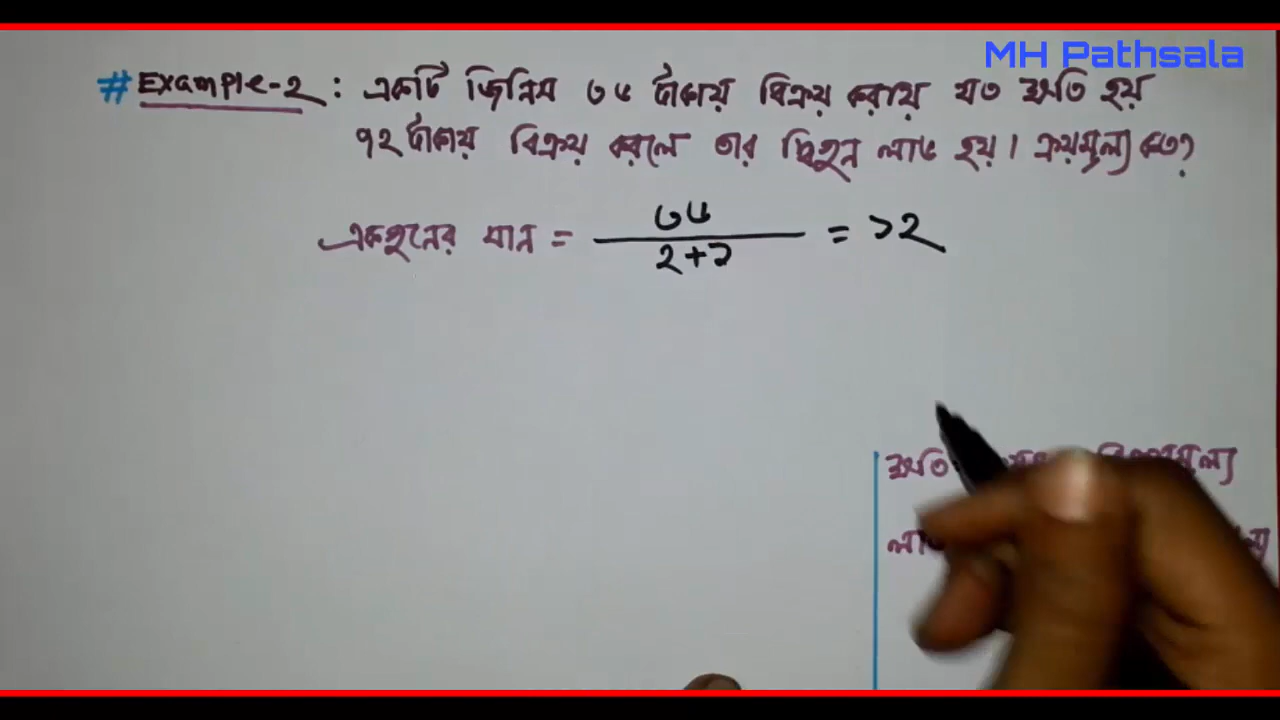 MH Pathsala
# Example-২ : একটি জিনিস ৩৬ টাকায় বিক্রয় করায় যত ক্ষতি হয়
৭২ টাকায় বিক্রয় করলে তার দ্বিগুন লাভ হয়। ক্রয়মূল্য কত?
একগুনের মান = ৩৬ / ২+১ = ১২
ক্ষতি